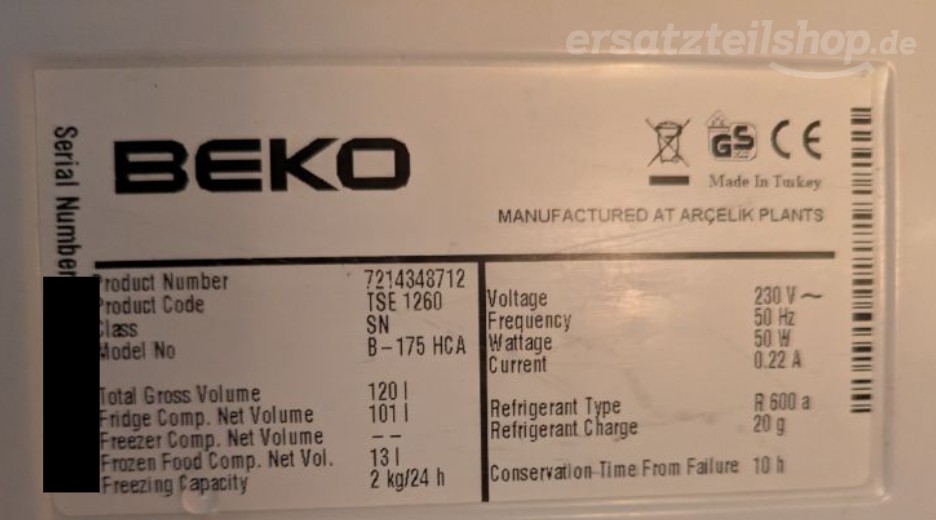 ersatzteilshop.de
Serial Number
BEKO
GS CE
Made In Turkey
MANUFACTURED AT ARÇELİK PLANTS
Product Number 7214348712
Product Code TSE 1260
Class SN
Model No B-175 HCA
Total Gross Volume 120 l
Fridge Comp. Net Volume 101 l
Freezer Comp. Net Volume --
Frozen Food Comp. Net Vol. 13 l
Freezing Capacity 2 kg/24 h
Voltage 230 V ~
Frequency 50 Hz
Wattage 50 W
Current 0.22 A
Refrigerant Type R 600 a
Refrigerant Charge 20 g
Conservation Time From Failure 10 h